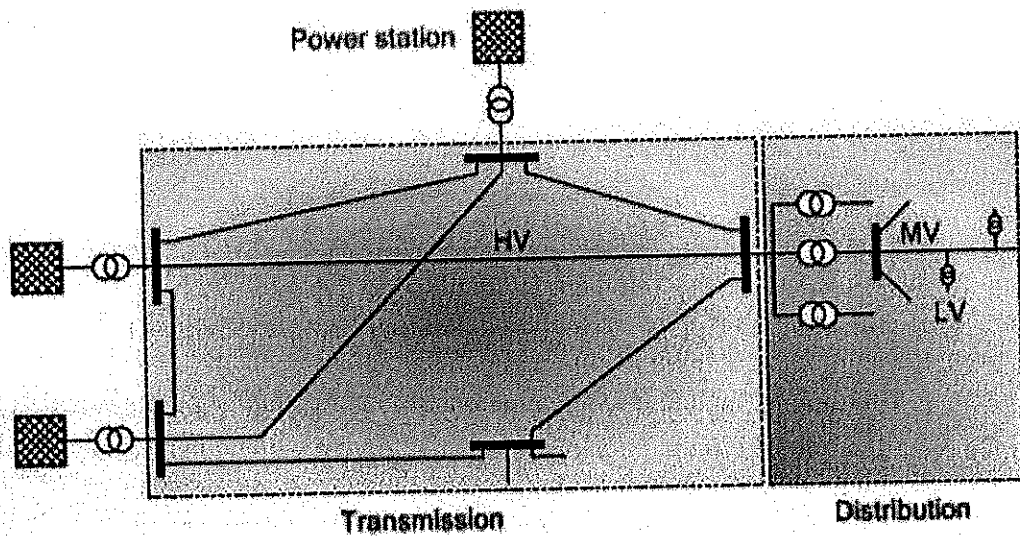 Power station
HV
MV
LV
Transmission
Distribution